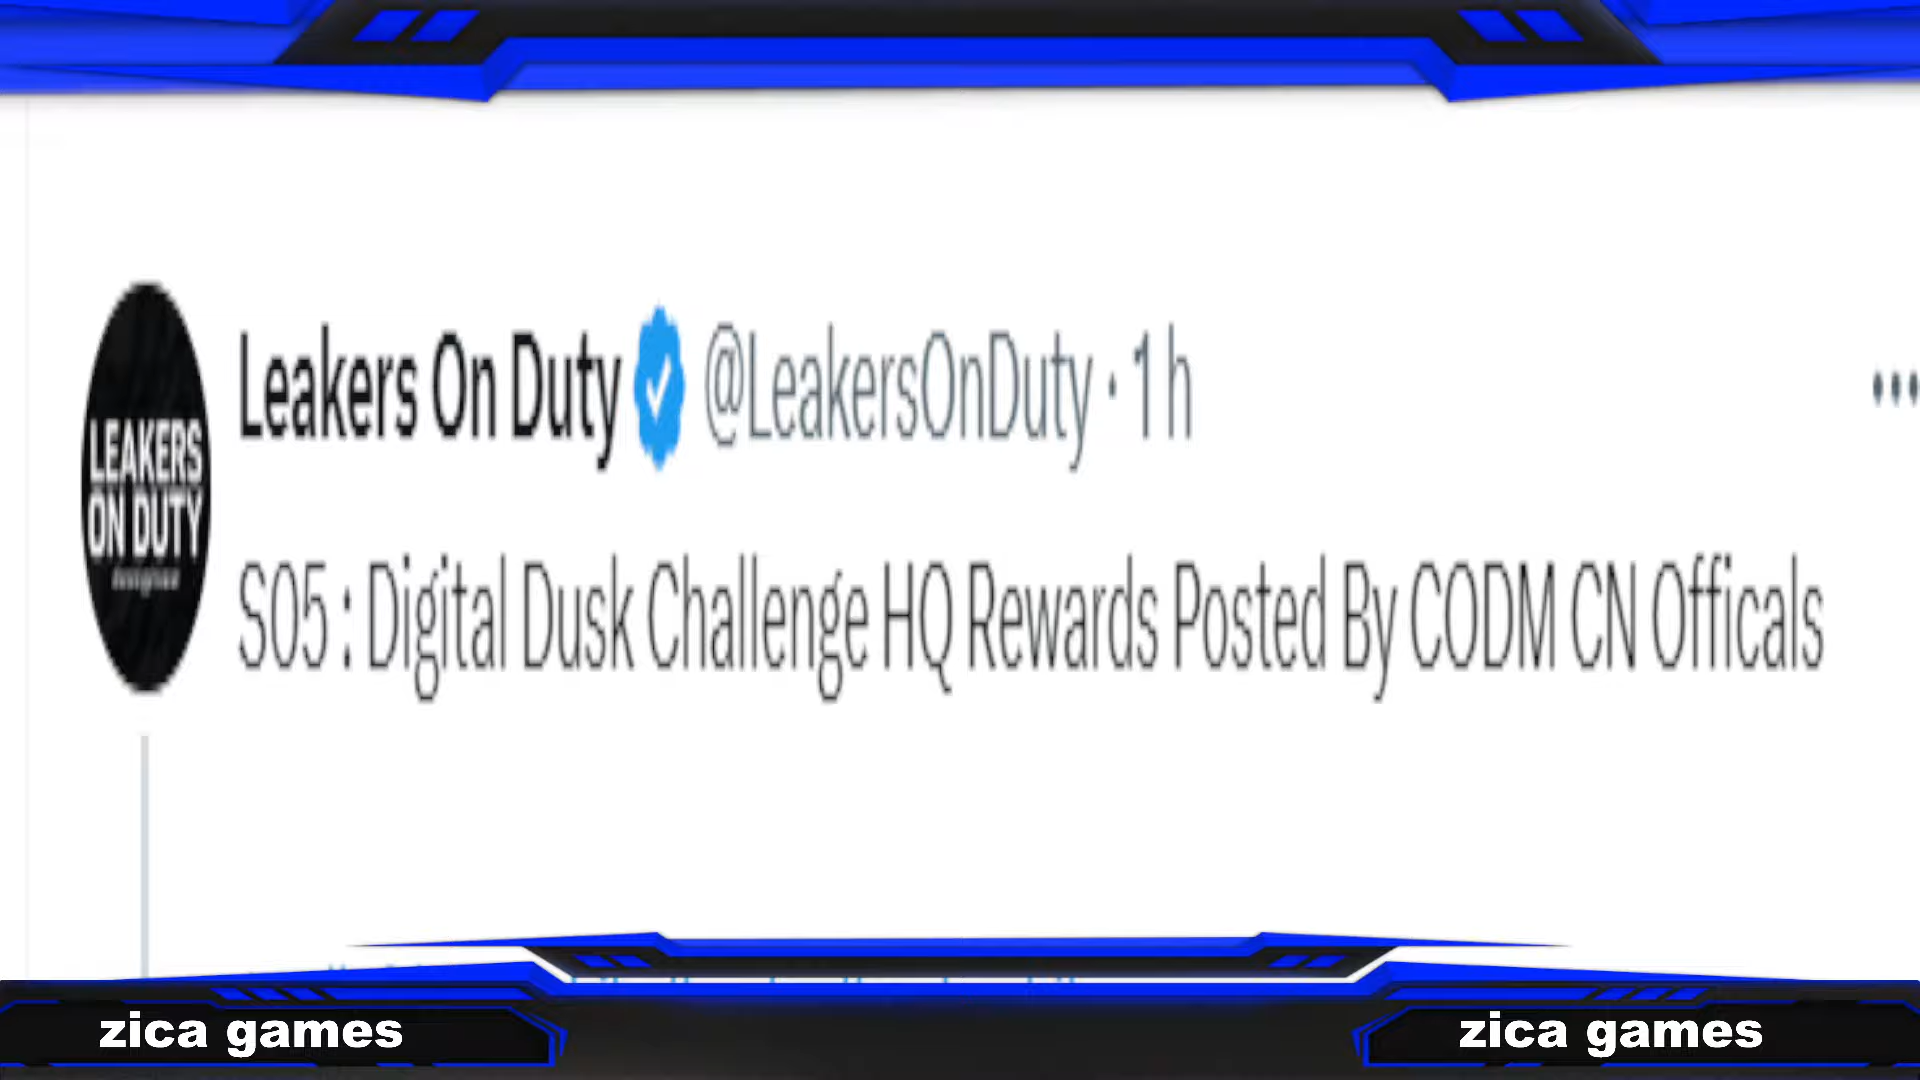 Leakers On Duty @LeakersOnDuty · 1 h
LEAKERS
ON DUTY
S05 : Digital Dusk Challenge HQ Rewards Posted By CODM CN Officals
zica games
zica games